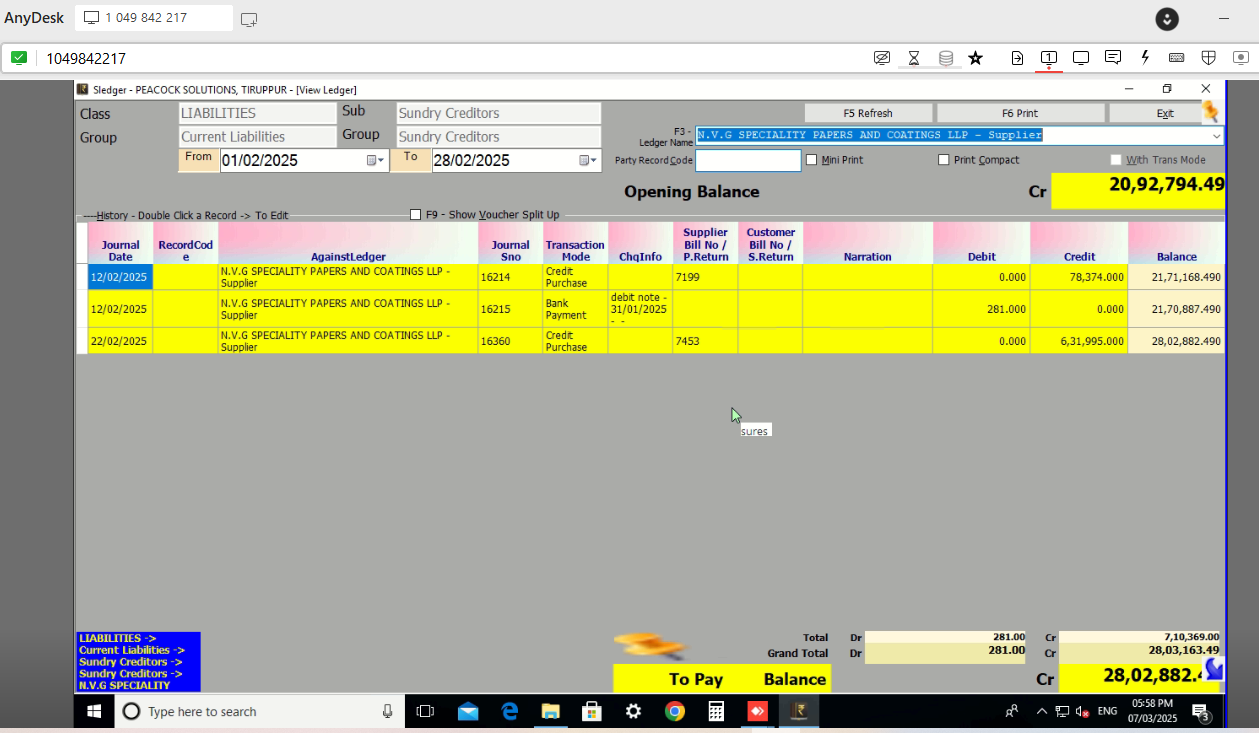 AnyDesk 1 049 842 217
1049842217
Sledger - PEACOCK SOLUTIONS, TIRUPPUR - [View Ledger]
Class LIABILITIES Sub Sundry Creditors F5 Refresh F6 Print Exit
Group Current Liabilities Group Sundry Creditors F3 - Ledger Name N.V.G SPECIALITY PAPERS AND COATINGS LLP - Supplier
From 01/02/2025 To 28/02/2025 Party Record Code Mini Print Print Compact With Trans Mode
Opening Balance Cr 20,92,794.49
----History - Double Click a Record -> To Edit F9 - Show Voucher Split Up
Journal Date RecordCod e AgainstLedger Journal Sno Transaction Mode ChqInfo Supplier Bill No / P.Return Customer Bill No / S.Return Narration Debit Credit Balance
12/02/2025 N.V.G SPECIALITY PAPERS AND COATINGS LLP - Supplier 16214 Credit Purchase 7199 0.000 78,374.000 21,71,168.490
12/02/2025 N.V.G SPECIALITY PAPERS AND COATINGS LLP - Supplier 16215 Bank Payment debit note - 31/01/2025 - - 281.000 0.000 21,70,887.490
22/02/2025 N.V.G SPECIALITY PAPERS AND COATINGS LLP - Supplier 16360 Credit Purchase 7453 0.000 6,31,995.000 28,02,882.490
sures
LIABILITIES -> Total Dr 281.00 Cr 7,10,369.00
Current Liabilities -> Grand Total Dr 281.00 Cr 28,03,163.49
Sundry Creditors ->
Sundry Creditors -> To Pay Balance Cr 28,02,882.
N.V.G SPECIALITY
Type here to search ENG 05:58 PM
07/03/2025 3